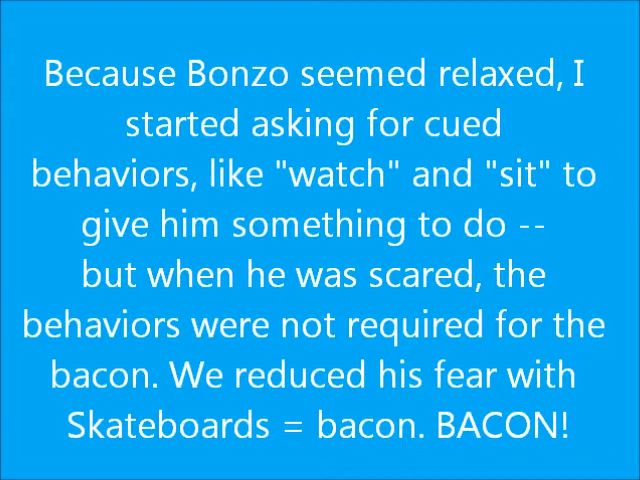 Because Bonzo seemed relaxed, I
started asking for cued
behaviors, like "watch" and "sit" to
give him something to do --
but when he was scared, the
behaviors were not required for the
bacon. We reduced his fear with
Skateboards = bacon. BACON!